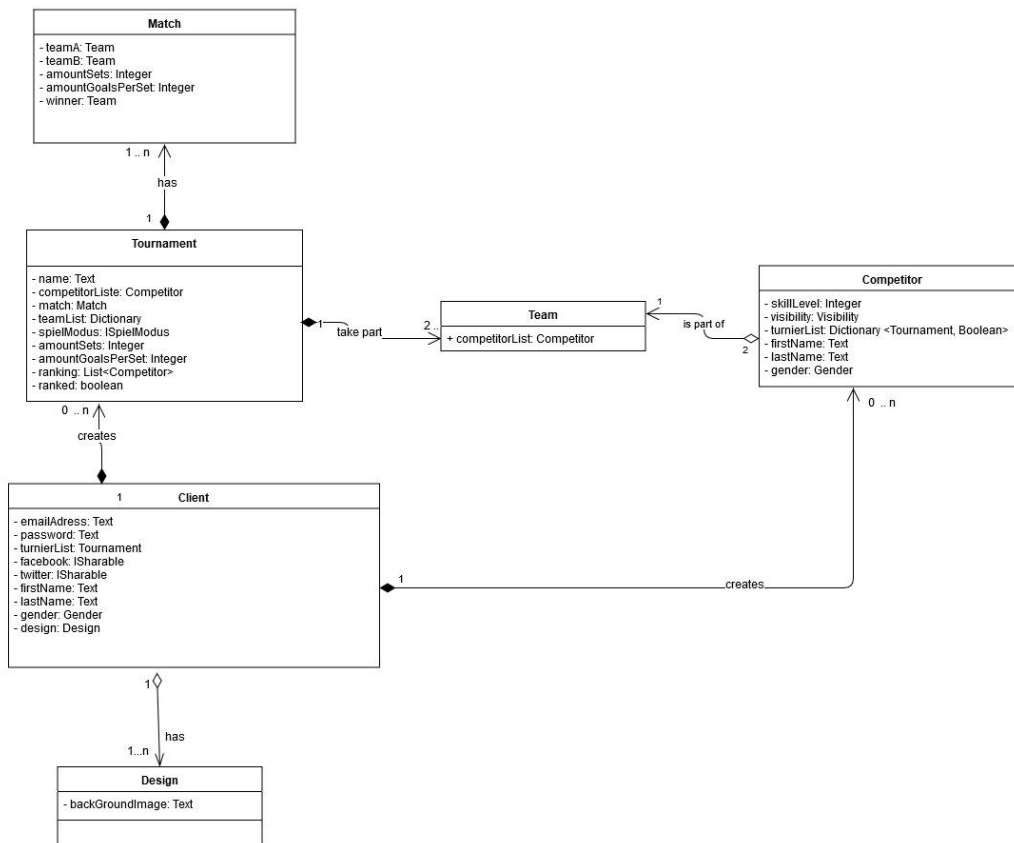 Match
- teamA: Team
- teamB: Team
- amountSets: Integer
- amountGoalsPerSet: Integer
- winner: Team
1 .. n
has
1
Tournament
- name: Text
- competitorListe: Competitor
- match: Match
- teamList: Dictionary
- spielModus: ISpielModus
- amountSets: Integer
- amountGoalsPerSet: Integer
- ranking: List<Competitor>
- ranked: boolean
1
take part
2 ..
Team
+ competitorList: Competitor
1
is part of
2
Competitor
- skillLevel: Integer
- visibility: Visibility
- turnierList: Dictionary <Tournament, Boolean>
- firstName: Text
- lastName: Text
- gender: Gender
0 .. n
creates
0 .. n
1
Client
- emailAdress: Text
- password: Text
- turnierList: Tournament
- facebook: ISharable
- twitter: ISharable
- firstName: Text
- lastName: Text
- gender: Gender
- design: Design
1
creates
1
has
1...n
Design
- backGroundImage: Text